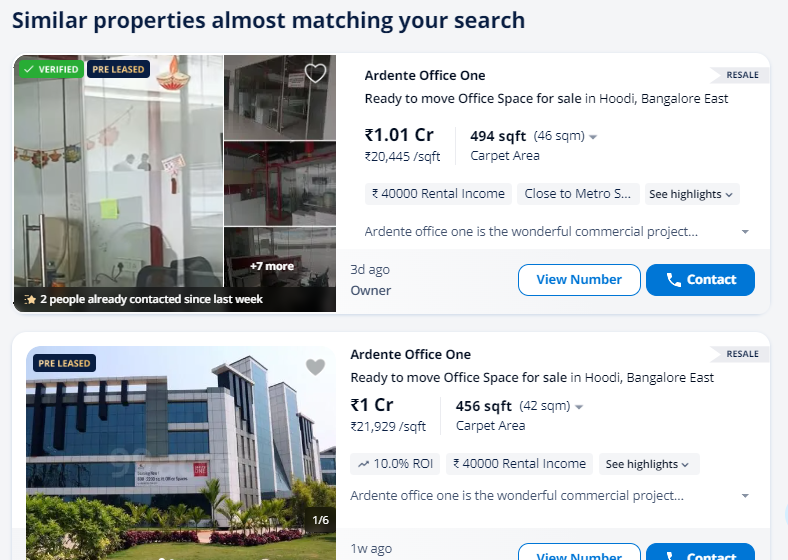 Similar properties almost matching your search
VERIFIED
PRE LEASED
+7 more
2 people already contacted since last week
Ardente Office One
RESALE
Ready to move Office Space for sale in Hoodi, Bangalore East
₹1.01 Cr
₹20,445 /sqft
494 sqft (46 sqm)
Carpet Area
₹ 40000 Rental Income
Close to Metro S...
See highlights
Ardente office one is the wonderful commercial project...
3d ago
Owner
View Number
Contact
PRE LEASED
1/6
Ardente Office One
RESALE
Ready to move Office Space for sale in Hoodi, Bangalore East
₹1 Cr
₹21,929 /sqft
456 sqft (42 sqm)
Carpet Area
10.0% ROI
₹ 40000 Rental Income
See highlights
Ardente office one is the wonderful commercial project...
1w ago
View Number
Contact